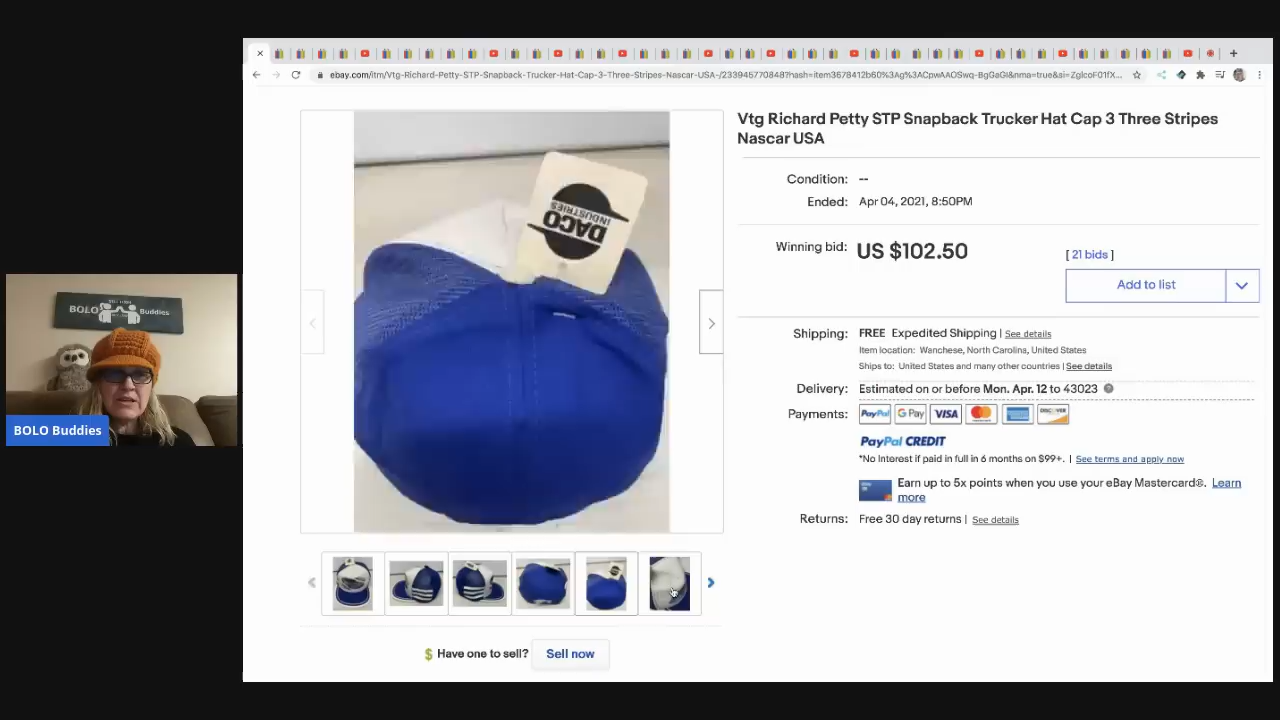 ebay.com/itm/Vtg-Richard-Petty-STP-Snapback-Trucker-Hat-Cap-3-Three-Stripes-Nascar-USA-/233945770848?hash=item3678412b60%3Ag%3ACpwAAOSwq-BgGaGl&nma=true&si=ZglcoF01fX...
Vtg Richard Petty STP Snapback Trucker Hat Cap 3 Three Stripes
Nascar USA
DACO
INDUSTRIES
Condition: --
Ended: Apr 04, 2021, 8:50PM
Winning bid: US $102.50 [ 21 bids ]
Add to list
Shipping: FREE Expedited Shipping | See details
Item location: Wanchese, North Carolina, United States
Ships to: United States and many other countries | See details
Delivery: Estimated on or before Mon. Apr. 12 to 43023
Payments: PayPal G Pay VISA DISCOVER
PayPal CREDIT
*No Interest if paid in full in 6 months on $99+. | See terms and apply now
Earn up to 5x points when you use your eBay Mastercard®. Learn
more
Returns: Free 30 day returns | See details
Have one to sell? Sell now
BOLO Buddies
BOLO Buddies